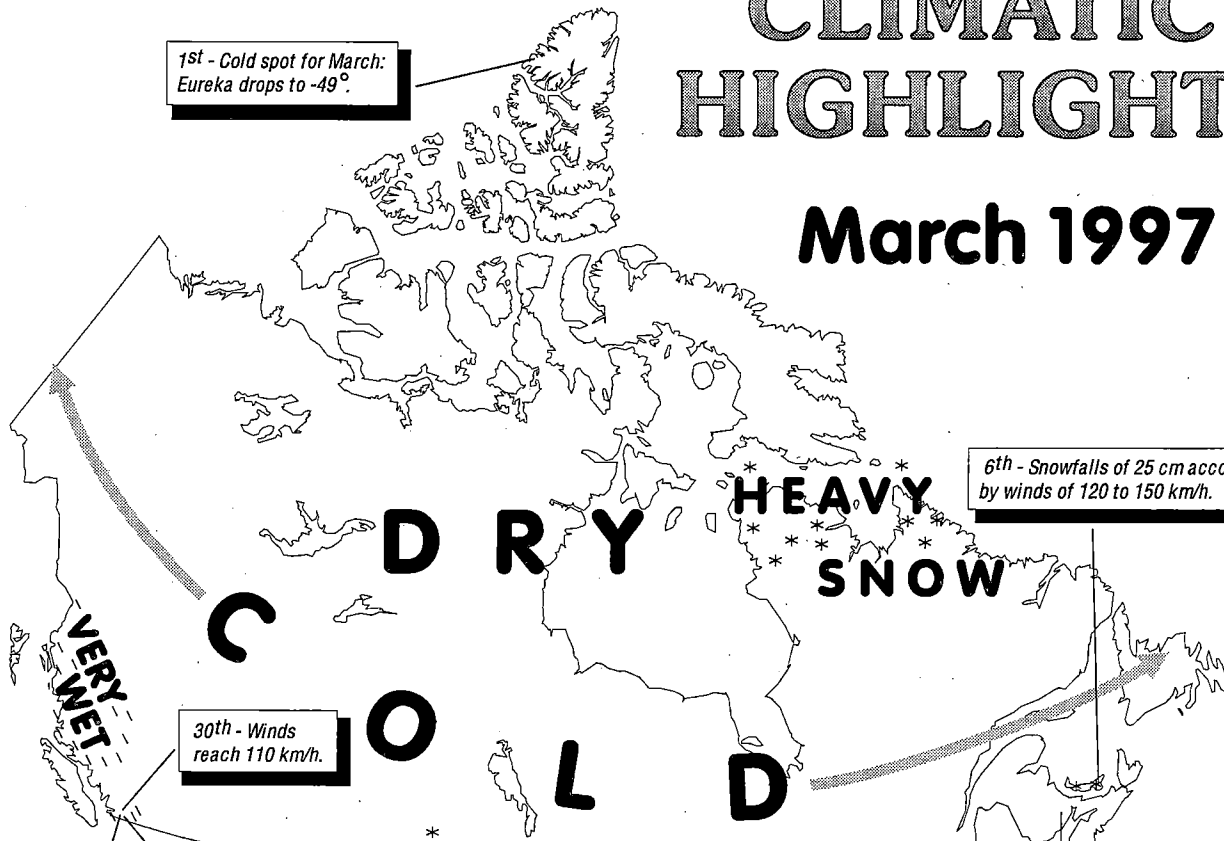 CLIMATIC
HIGHLIGHT
March 1997
1st - Cold spot for March:
Eureka drops to -49°.
6th - Snowfalls of 25 cm
by winds of 120 to 150 km/h.
HEAVY
SNOW
DRY
COLD
VERY
WET
30th - Winds
reach 110 km/h.